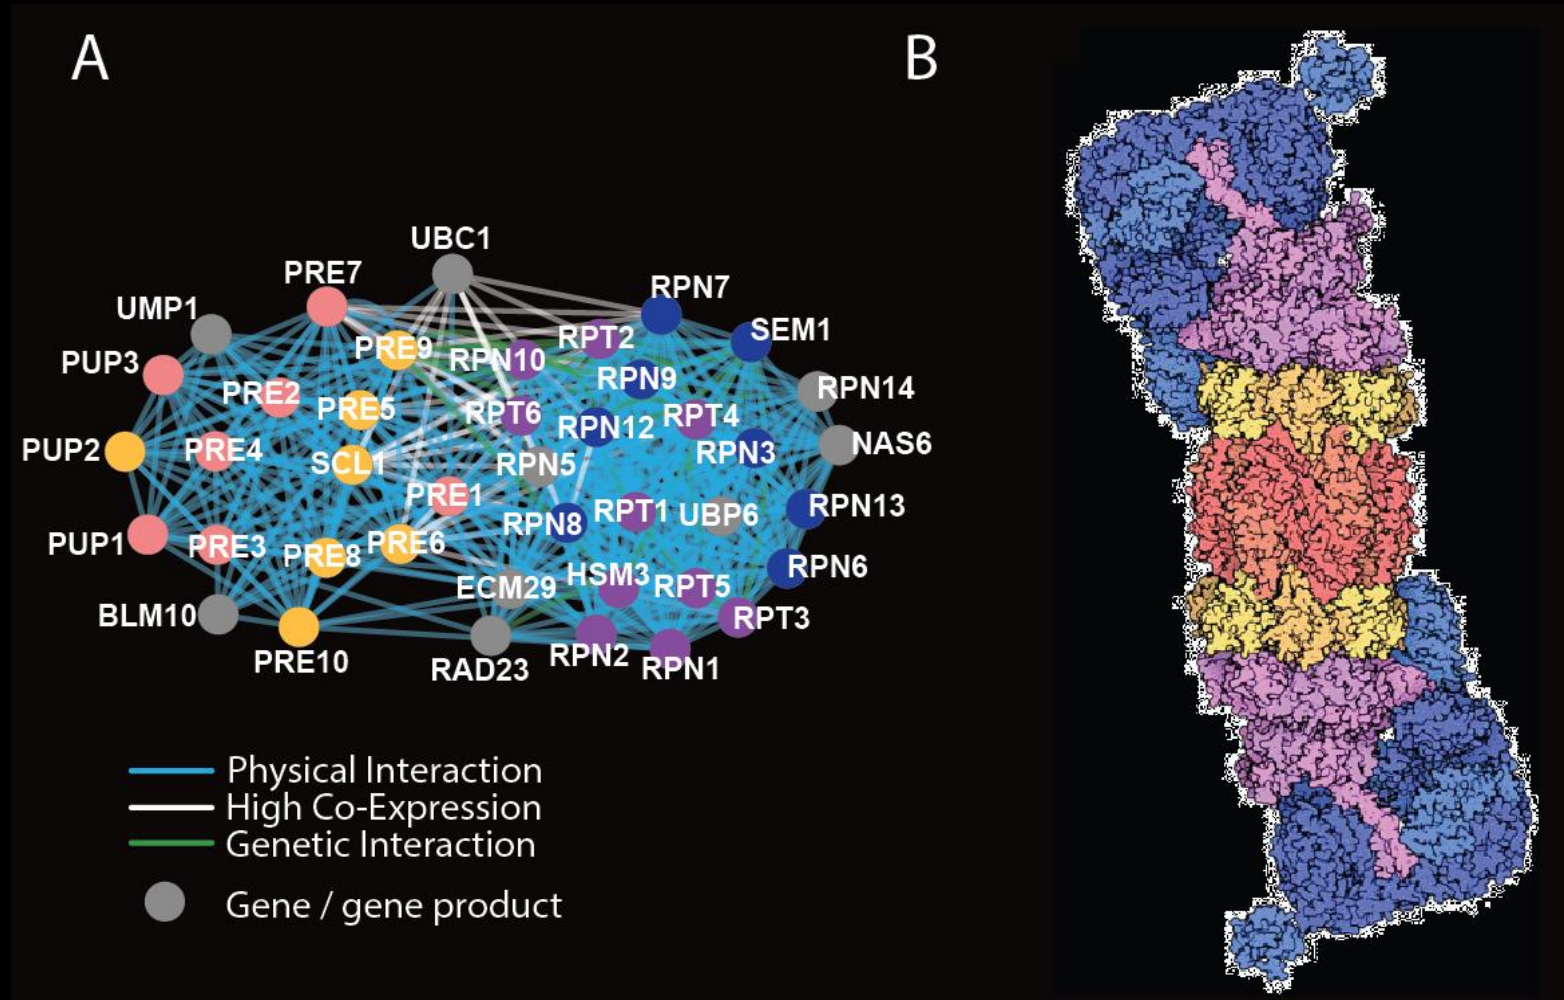 A
B
UBC1
PRE7
RPN7
UMP1
SEM1
PRE9
RPT2
PUP3
RPN10
RPN9
RPN14
PRE2
PRE5
RPT6
RPT4
RPN12
PUP2
PRE4
SCL1
RPN5
RPN3
NAS6
PRE1
RPN8
RPT1
UBP6
RPN13
PUP1
PRE3
PRE8
PRE6
ECM29
HSM3
RPT5
RPN6
BLM10
RPT3
PRE10
RAD23
RPN2
RPN1
Physical Interaction
High Co-Expression
Genetic Interaction
Gene / gene product